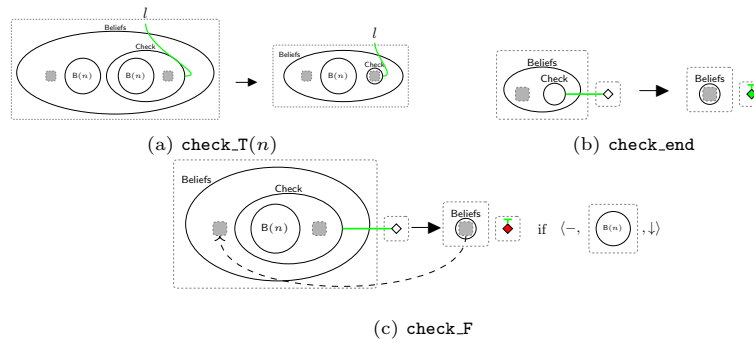 l
Beliefs
Check
B(n)
B(n)
l
Beliefs
B(n)
Check
Beliefs
Check
Beliefs
(a) check_T(n)
(b) check_end
Beliefs
Check
B(n)
Beliefs
if ⟨−, B(n) ,↓⟩
(c) check_F